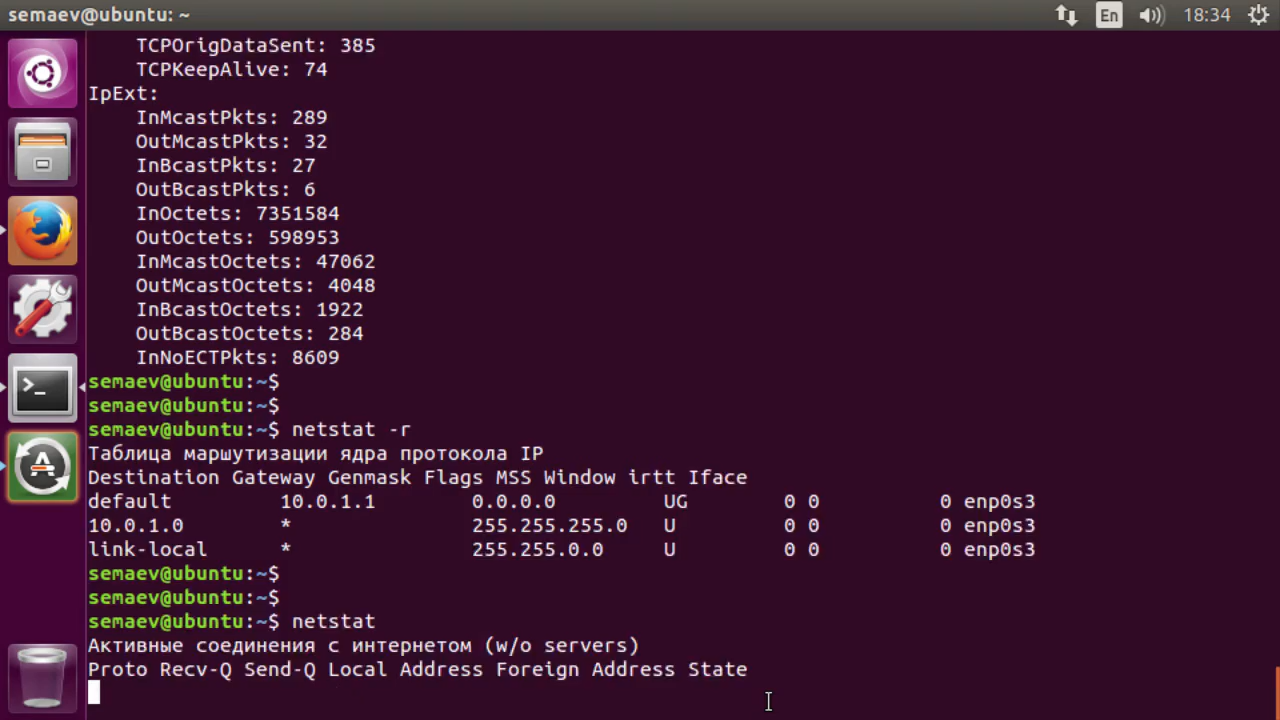 semaev@ubuntu: ~
En
18:34
TCPOrigDataSent: 385
TCPKeepAlive: 74
IpExt:
InMcastPkts: 289
OutMcastPkts: 32
InBcastPkts: 27
OutBcastPkts: 6
InOctets: 7351584
OutOctets: 598953
InMcastOctets: 47062
OutMcastOctets: 4048
InBcastOctets: 1922
OutBcastOctets: 284
InNoECTPkts: 8609
semaev@ubuntu:~$
semaev@ubuntu:~$
semaev@ubuntu:~$ netstat -r
Таблица маршутизации ядра протокола IP
Destination Gateway Genmask Flags MSS Window irtt Iface
default 10.0.1.1 0.0.0.0 UG 0 0 0 enp0s3
10.0.1.0 * 255.255.255.0 U 0 0 0 enp0s3
link-local * 255.255.0.0 U 0 0 0 enp0s3
semaev@ubuntu:~$
semaev@ubuntu:~$
semaev@ubuntu:~$ netstat
Активные соединения с интернетом (w/o servers)
Proto Recv-Q Send-Q Local Address Foreign Address State